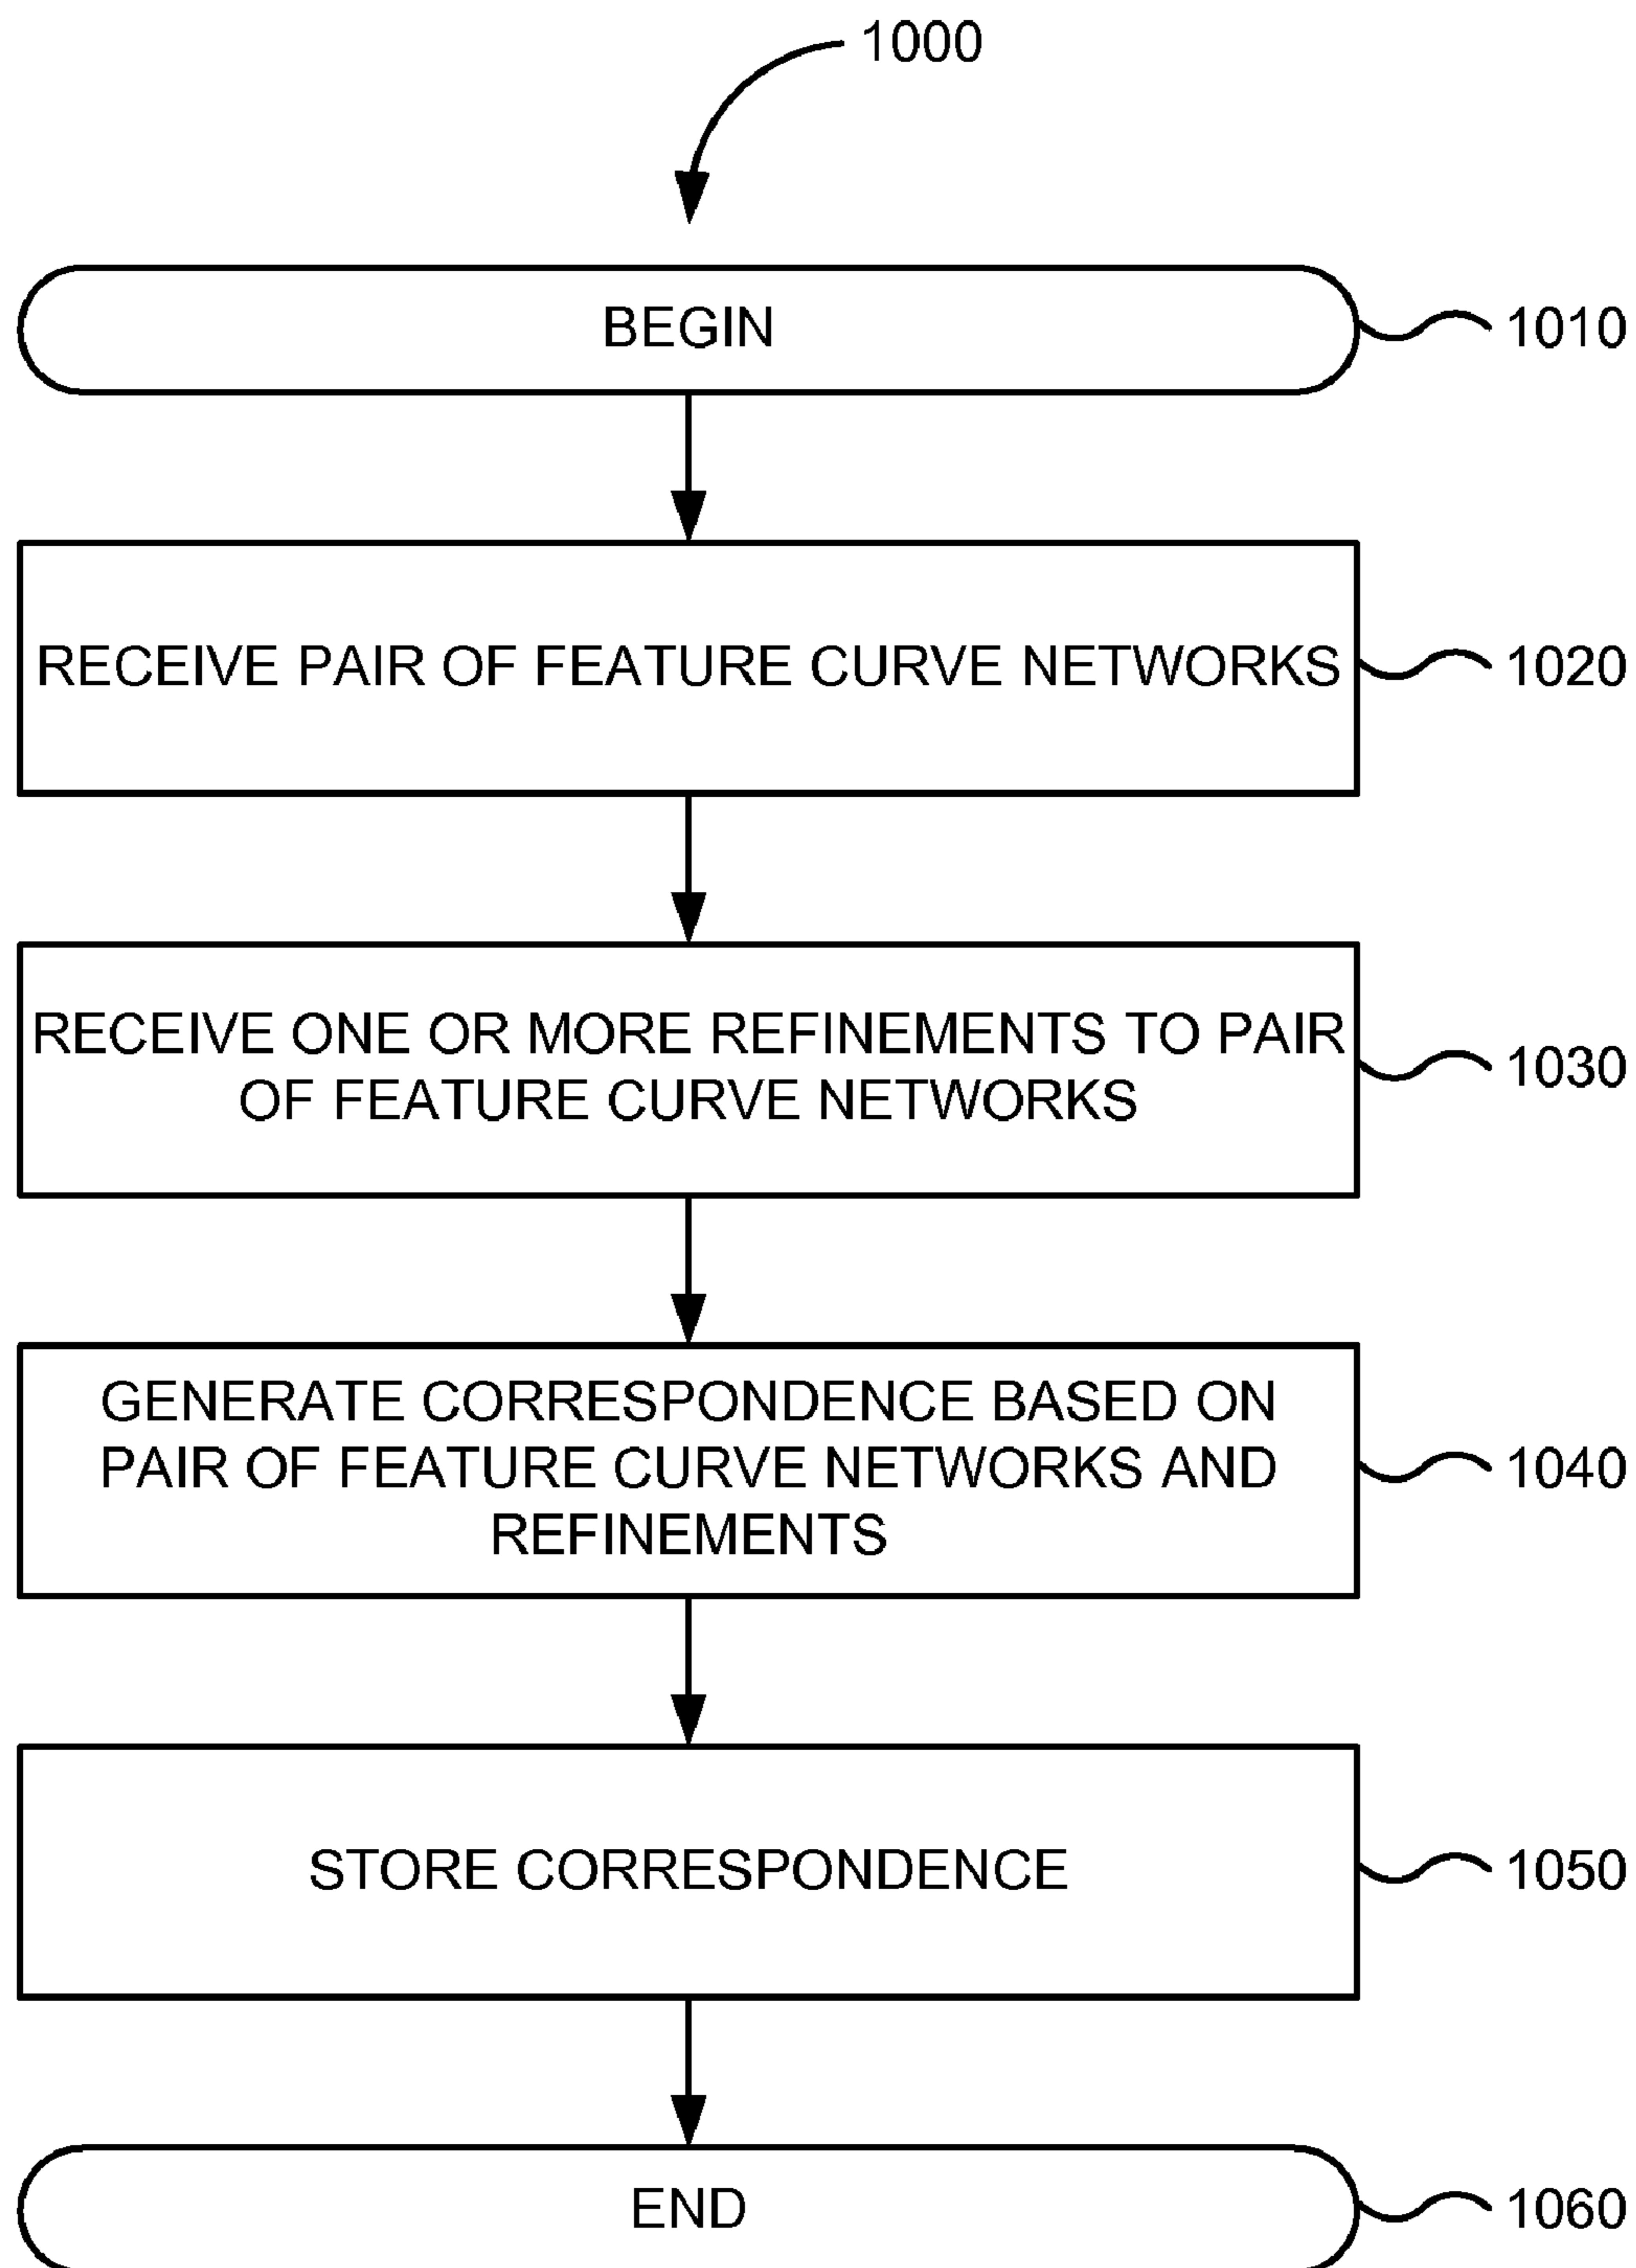 1000
BEGIN
1010
RECEIVE PAIR OF FEATURE CURVE NETWORKS
1020
RECEIVE ONE OR MORE REFINEMENTS TO PAIR
OF FEATURE CURVE NETWORKS
1030
GENERATE CORRESPONDENCE BASED ON
PAIR OF FEATURE CURVE NETWORKS AND
REFINEMENTS
1040
STORE CORRESPONDENCE
1050
END
1060